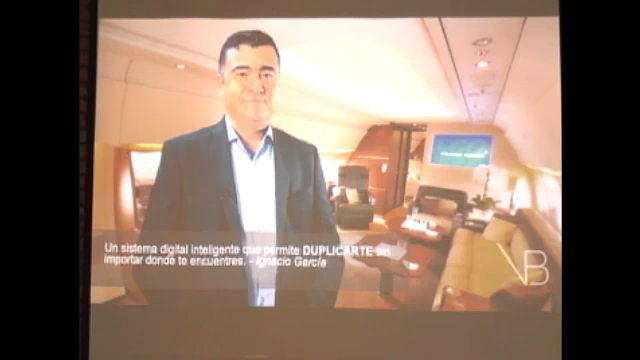 Un sistema digital inteligente que permite DUPLICARTE sin
importar donde te encuentres. - Ignacio García
VB